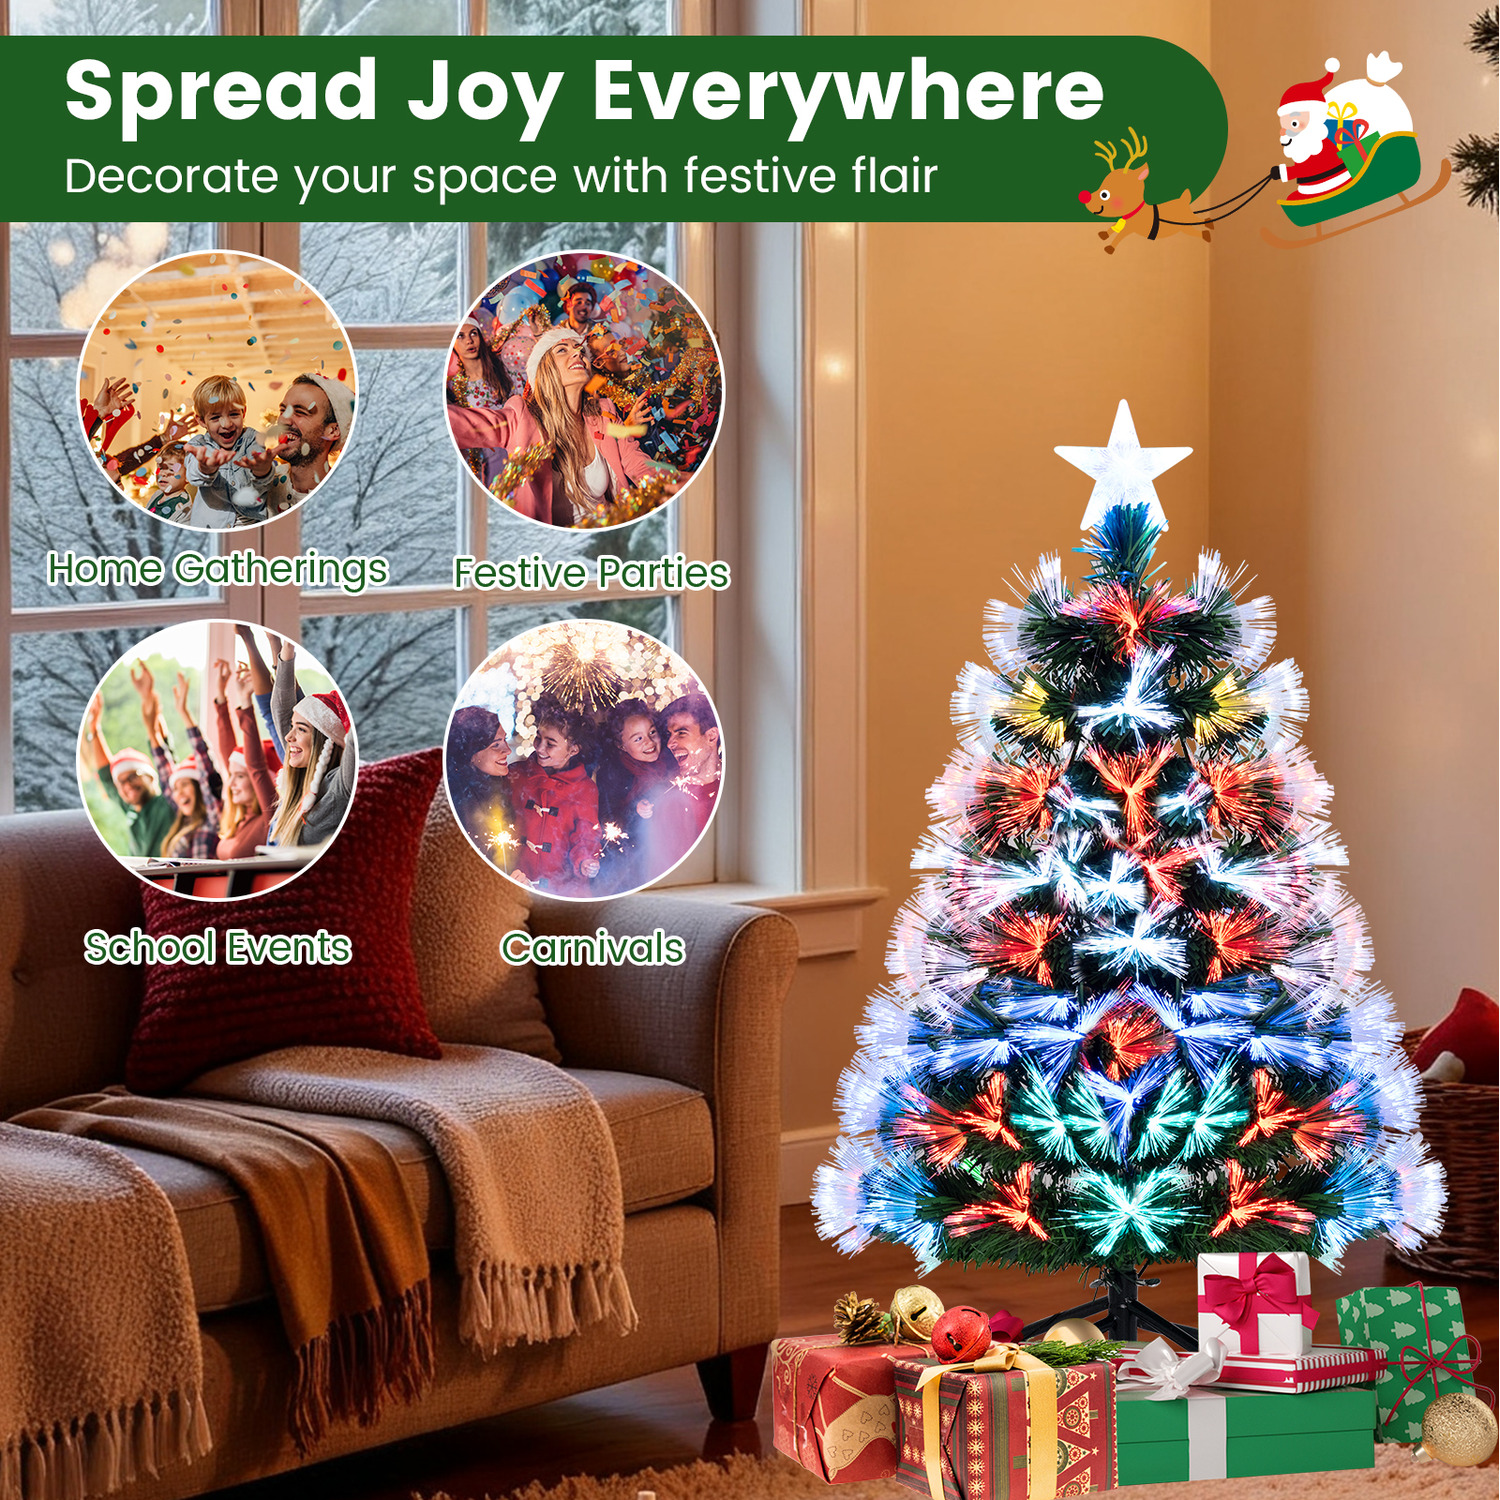 Spread Joy Everywhere
Decorate your space with festive flair
Home Gatherings
Festive Parties
School Events
Carnivals